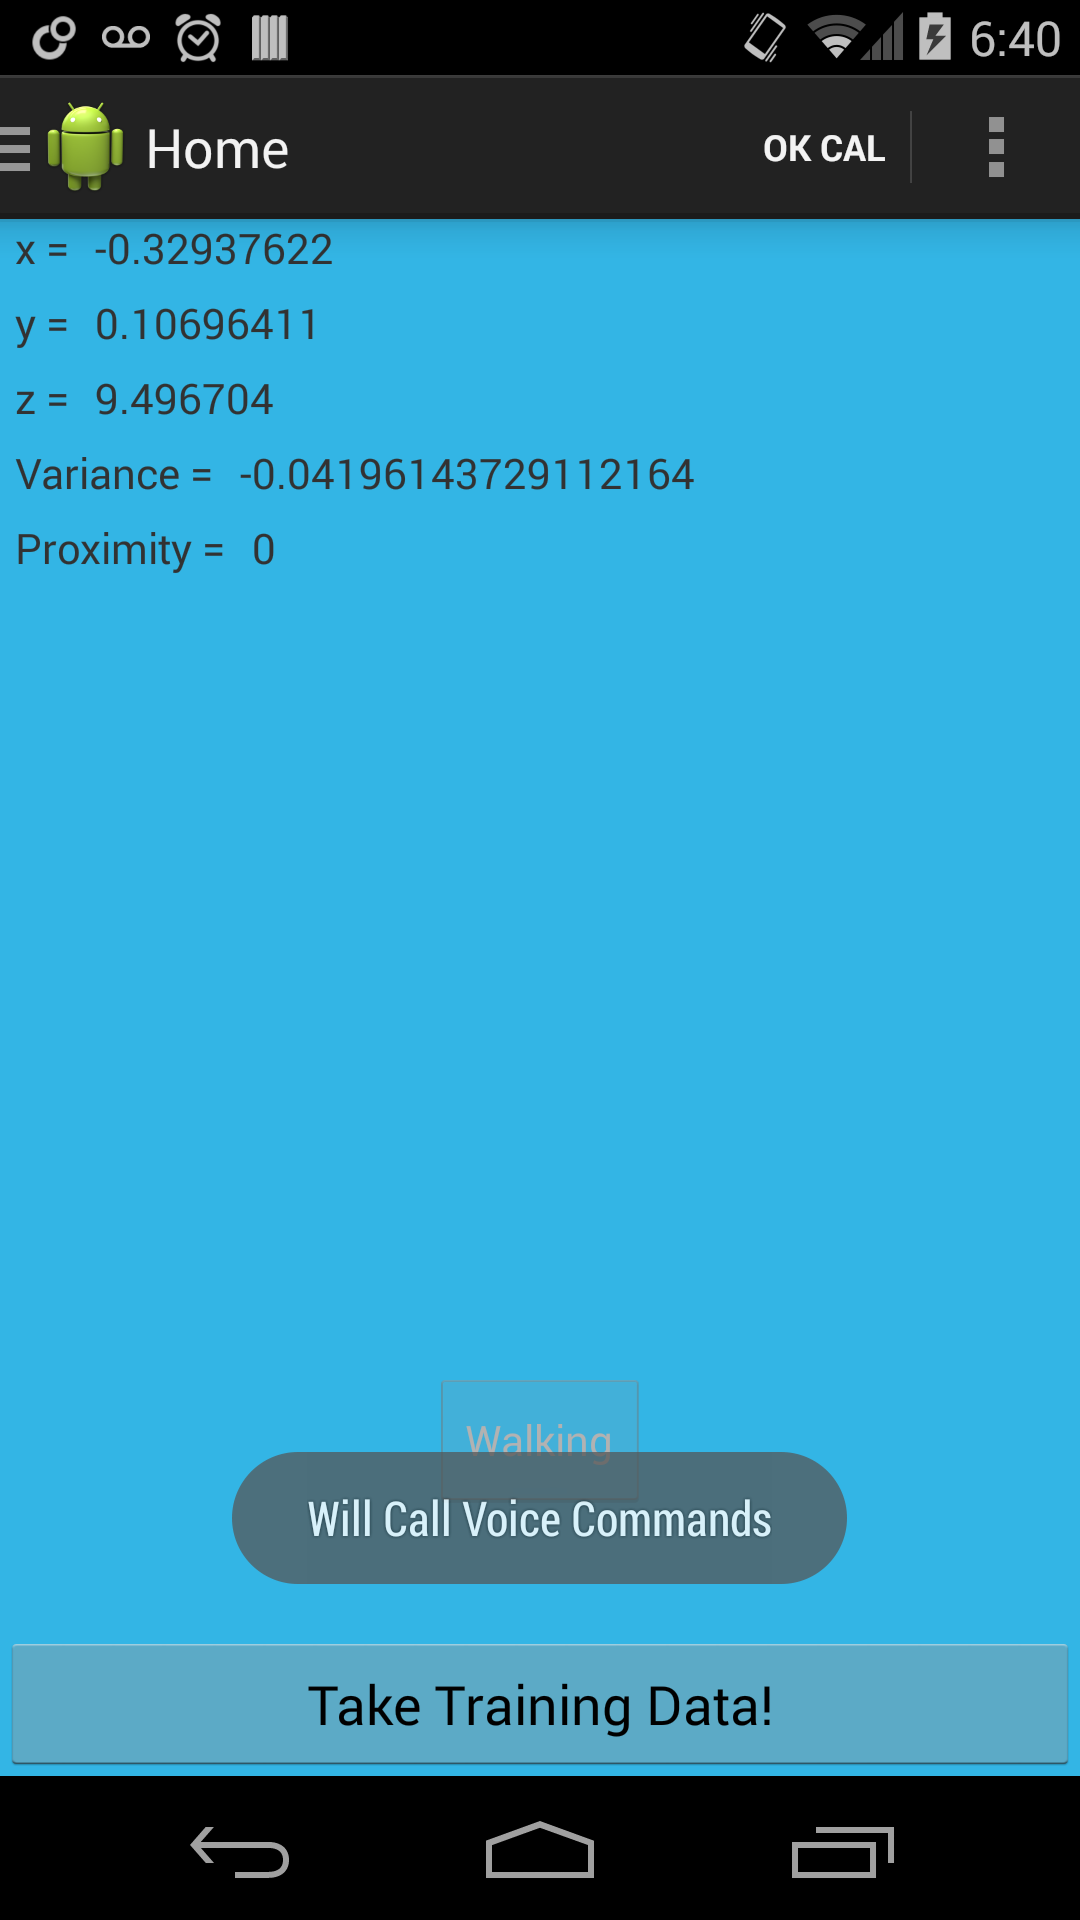 6:40
Home
OK CAL
x = -0.32937622
y = 0.10696411
z = 9.496704
Variance = -0.04196143729112164
Proximity = 0
Walking
Will Call Voice Commands
Take Training Data!